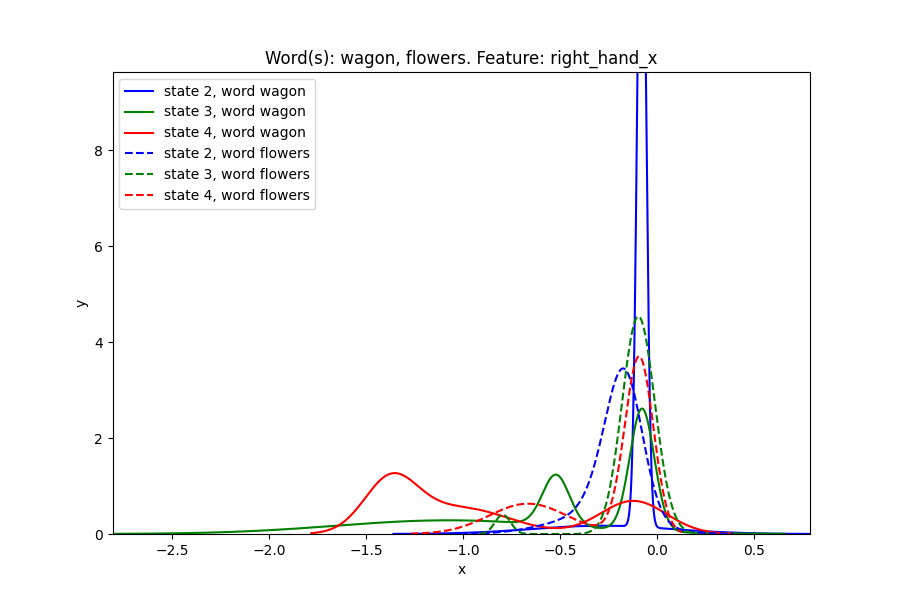 Word(s): wagon, flowers. Feature: right_hand_x
state 2, word wagon
state 3, word wagon
state 4, word wagon
state 2, word flowers
state 3, word flowers
state 4, word flowers
8
6
4
2
0
y
−2.5 −2.0 −1.5 −1.0 −0.5 0.0 0.5
x